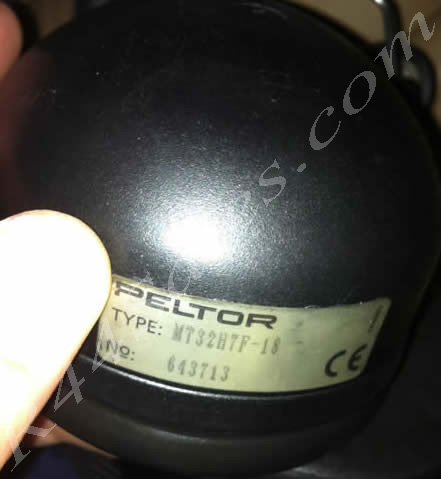 PELTOR
TYPE: MT32H7F-18
No: 643713
CE